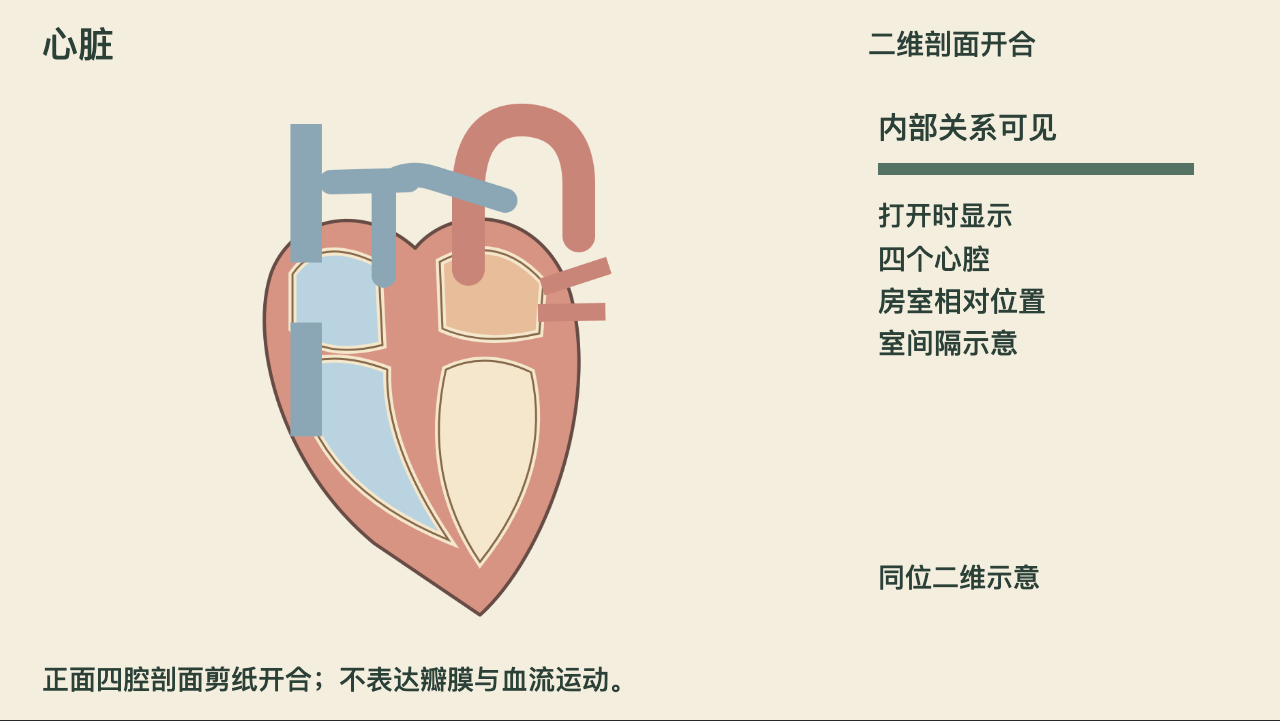 心脏
二维剖面开合
内部关系可见
打开时显示
四个心腔
房室相对位置
室间隔示意
同位二维示意
正面四腔剖面剪纸开合；不表达瓣膜与血流运动。